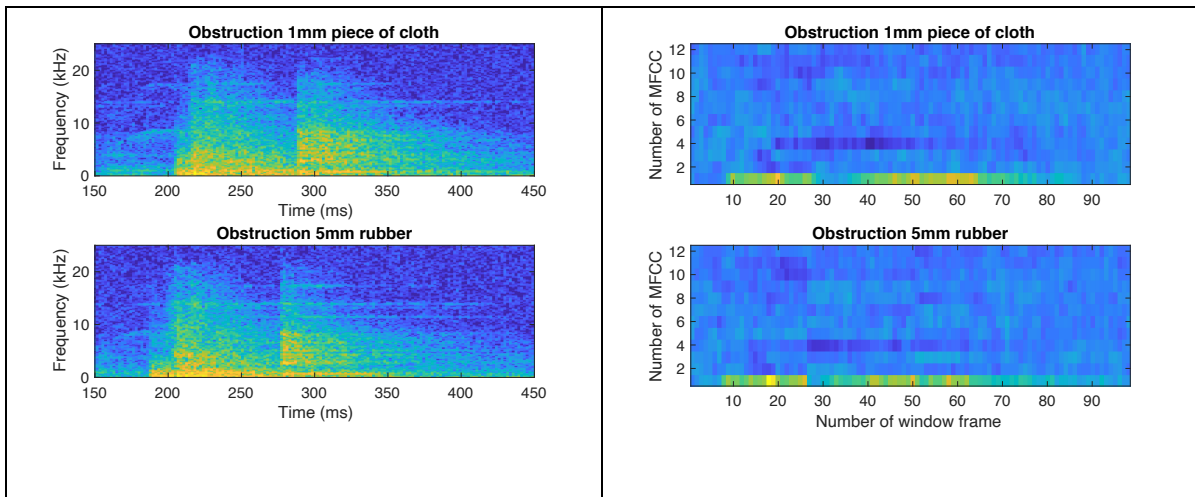 Obstruction 1mm piece of cloth
Frequency (kHz)
20
10
0
150 200 250 300 350 400 450
Time (ms)
Obstruction 5mm rubber
Frequency (kHz)
20
10
0
150 200 250 300 350 400 450
Time (ms)
Obstruction 1mm piece of cloth
Number of MFCC
12
10
8
6
4
2
10 20 30 40 50 60 70 80 90
Obstruction 5mm rubber
Number of MFCC
12
10
8
6
4
2
10 20 30 40 50 60 70 80 90
Number of window frame